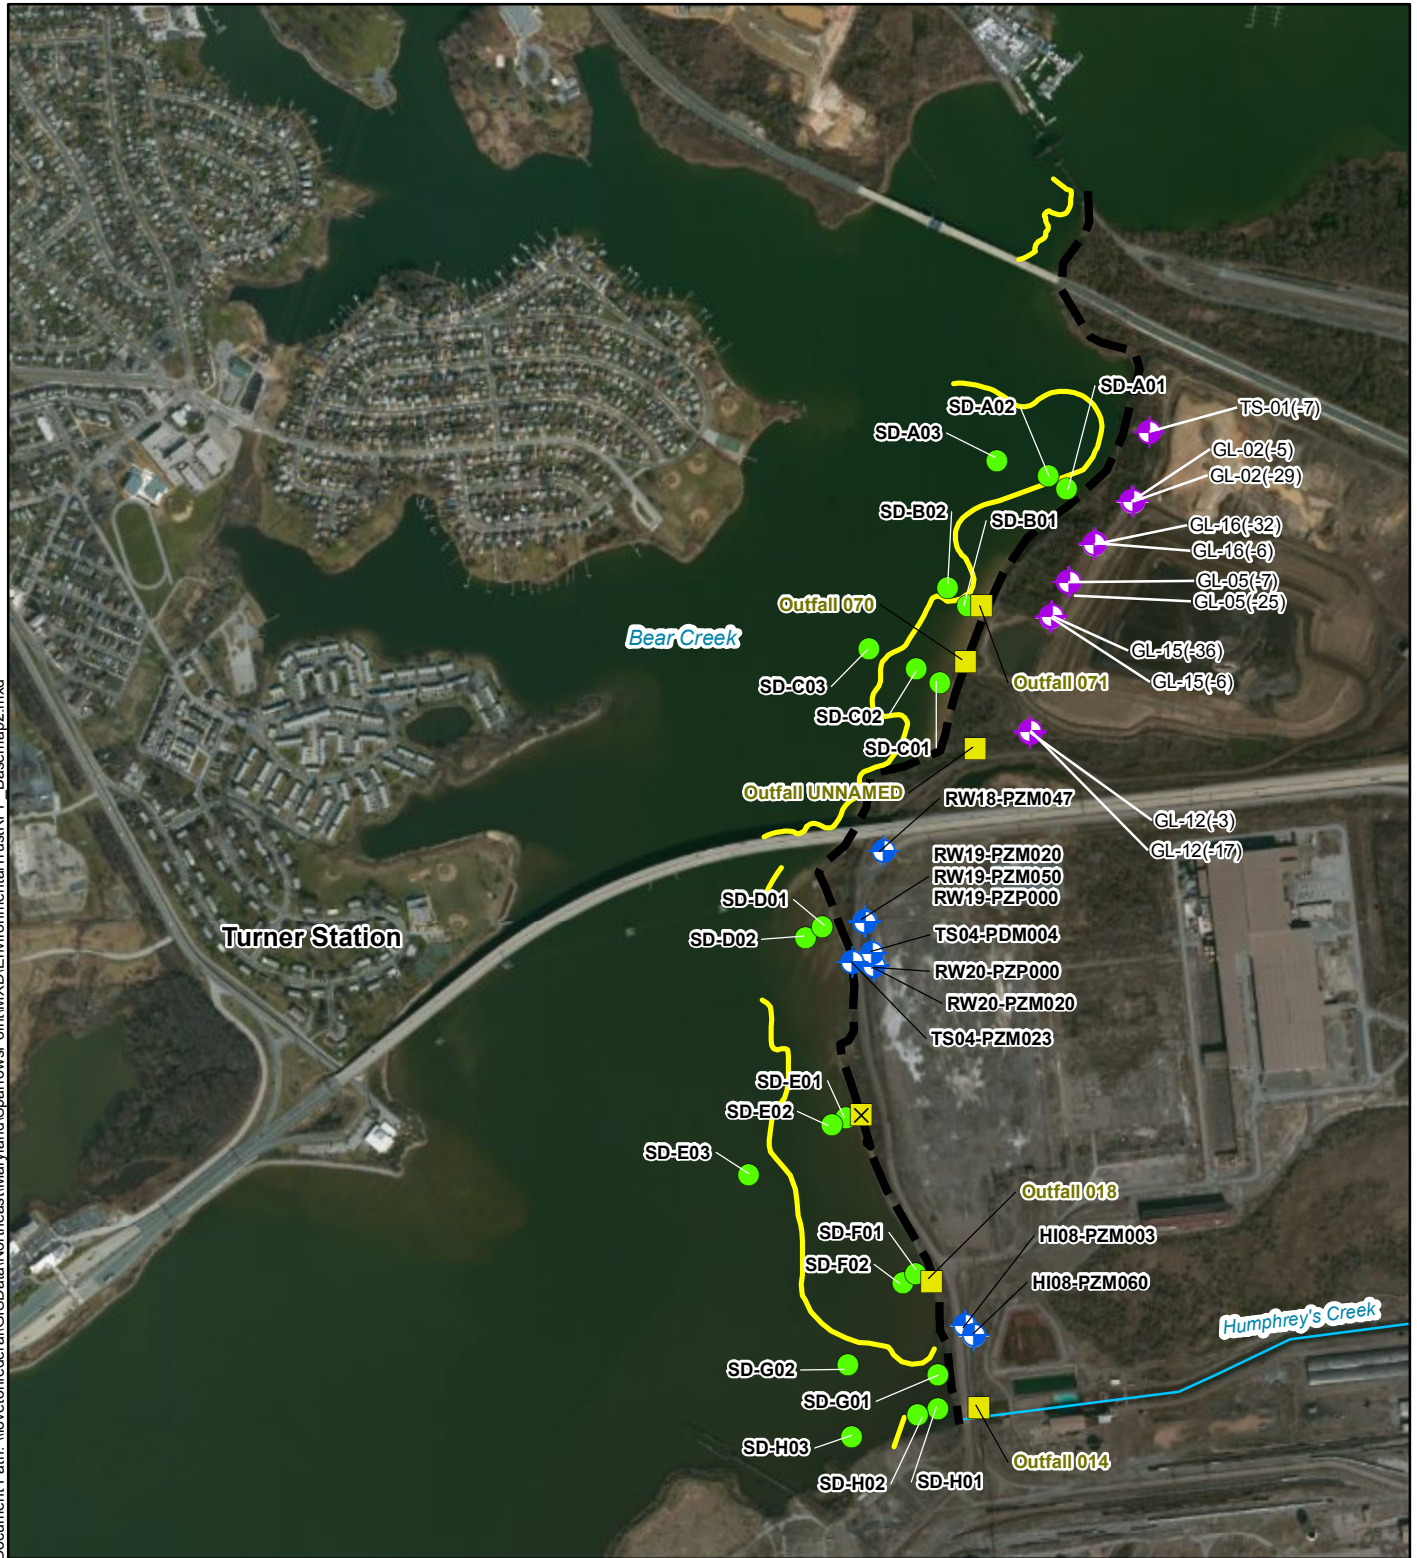 SD-A01
SD-A02
TS-01(-7)
SD-A03
GL-02(-5)
GL-02(-29)
SD-B02
SD-B01
GL-16(-32)
GL-16(-6)
GL-05(-7)
GL-05(-25)
Outfall 070
Bear Creek
GL-15(-36)
SD-C03
Outfall 071
GL-15(-6)
SD-C02
SD-C01
Outfall UNNAMED
RW18-PZM047
GL-12(-3)
GL-12(-17)
RW19-PZM020
RW19-PZM050
RW19-PZP000
SD-D01
Turner Station
SD-D02
TS04-PDM004
RW20-PZP000
RW20-PZM020
TS04-PZM023
SD-E01
SD-E02
SD-E03
Outfall 018
SD-F01
HI08-PZM003
SD-F02
HI08-PZM060
Humphrey's Creek
SD-G02
SD-G01
SD-H03
Outfall 014
SD-H02
SD-H01